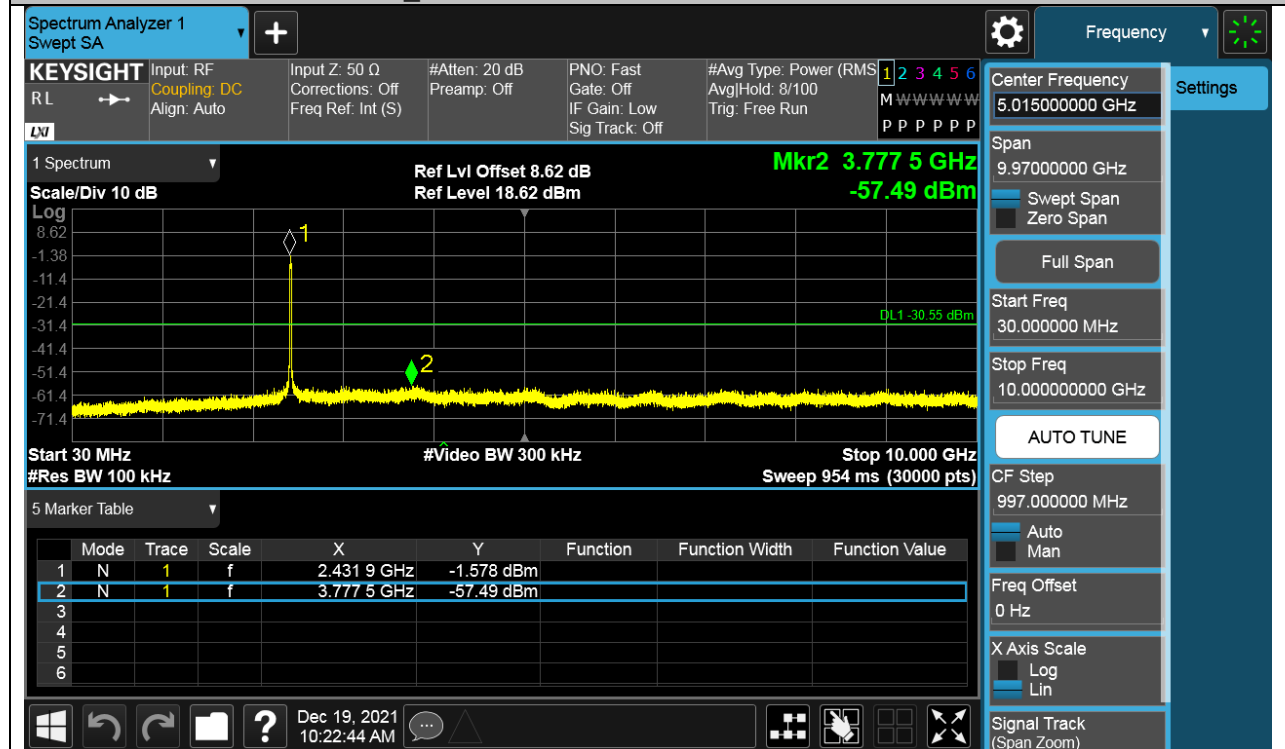 Spectrum Analyzer 1
Swept SA
Frequency
KEYSIGHT
RL
LXI
Input: RF
Coupling: DC
Align: Auto
Input Z: 50 Ω
Corrections: Off
Freq Ref: Int (S)
#Atten: 20 dB
Preamp: Off
PNO: Fast
Gate: Off
IF Gain: Low
Sig Track: Off
#Avg Type: Power (RMS
Avg|Hold: 8/100
Trig: Free Run
1 2 3 4 5 6
M W W W W W
P P P P P P
1 Spectrum
Scale/Div 10 dB
Ref Lvl Offset 8.62 dB
Ref Level 18.62 dBm
Mkr2 3.777 5 GHz
-57.49 dBm
Log
8.62
-1.38
-11.4
-21.4
-31.4
-41.4
-51.4
-61.4
-71.4
1
2
DL1 -30.55 dBm
Start 30 MHz
#Video BW 300 kHz
Stop 10.000 GHz
#Res BW 100 kHz
Sweep 954 ms (30000 pts)
5 Marker Table
Mode Trace Scale X Y Function Function Width Function Value
1 N 1 f 2.431 9 GHz -1.578 dBm
2 N 1 f 3.777 5 GHz -57.49 dBm
3
4
5
6
?
Dec 19, 2021
10:22:44 AM
Center Frequency
5.015000000 GHz
Settings
Span
9.97000000 GHz
Swept Span
Zero Span
Full Span
Start Freq
30.000000 MHz
Stop Freq
10.000000000 GHz
AUTO TUNE
CF Step
997.000000 MHz
Auto
Man
Freq Offset
0 Hz
X Axis Scale
Log
Lin
Signal Track
(Span Zoom)